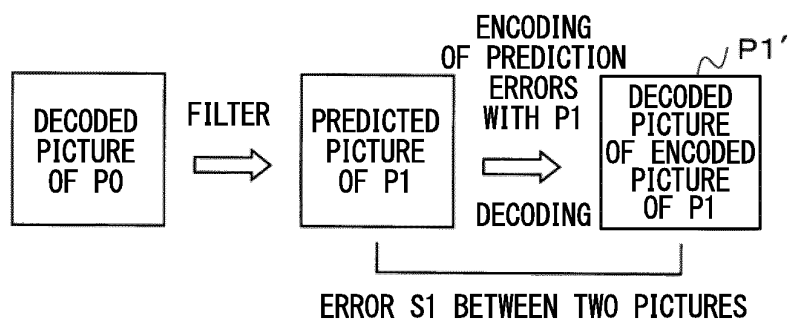 DECODED
PICTURE
OF P0
FILTER
PREDICTED
PICTURE
OF P1
ENCODING
OF PREDICTION
ERRORS
WITH P1
DECODING
P1′
DECODED
PICTURE
OF ENCODED
PICTURE
OF P1
ERROR S1 BETWEEN TWO PICTURES